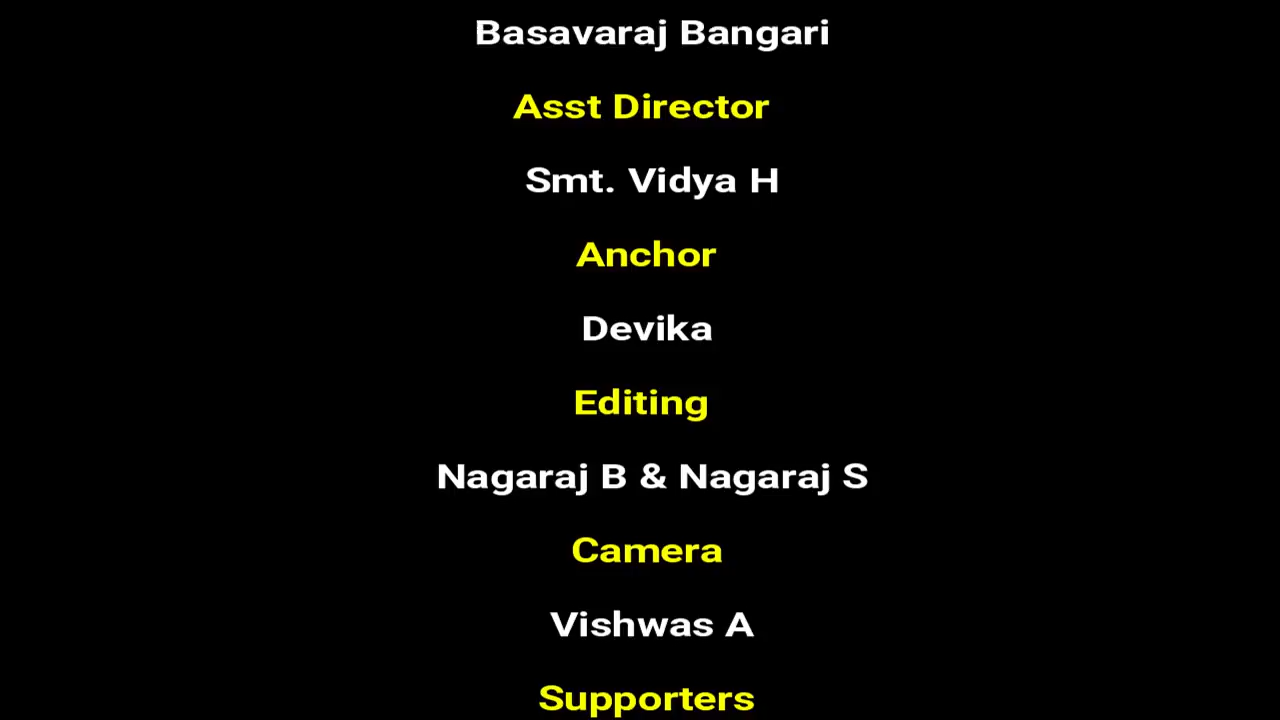 Basavaraj Bangari
Asst Director
Smt. Vidya H
Anchor
Devika
Editing
Nagaraj B & Nagaraj S
Camera
Vishwas A
Supporters